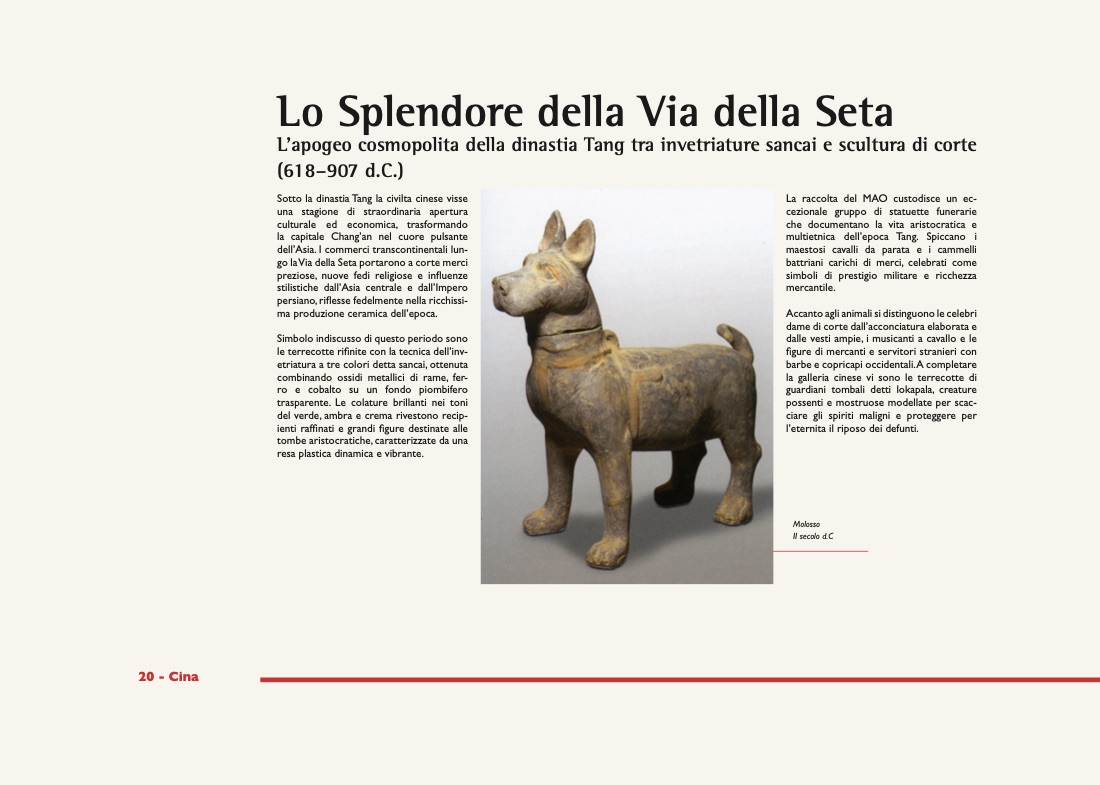 Lo Splendore della Via della Seta
L’apogeo cosmopolita della dinastia Tang tra invetriature sancai e scultura di corte
(618–907 d.C.)
Sotto la dinastia Tang la civilta cinese visse
una stagione di straordinaria apertura
culturale ed economica, trasformando
la capitale Chang’an nel cuore pulsante
dell’Asia. I commerci transcontinentali lun-
go la Via della Seta portarono a corte merci
preziose, nuove fedi religiose e influenze
stilistiche dall’Asia centrale e dall’Impero
persiano, riflesse fedelmente nella ricchissi-
ma produzione ceramica dell’epoca.
Simbolo indiscusso di questo periodo sono
le terrecotte rifinite con la tecnica dell’inv-
etriatura a tre colori detta sancai, ottenuta
combinando ossidi metallici di rame, fer-
ro e cobalto su un fondo piombifero
trasparente. Le colature brillanti nei toni
del verde, ambra e crema rivestono recip-
ienti raffinati e grandi figure destinate alle
tombe aristocratiche, caratterizzate da una
resa plastica dinamica e vibrante.
La raccolta del MAO custodisce un ec-
cezionale gruppo di statuette funerarie
che documentano la vita aristocratica e
multietnica dell’epoca Tang. Spiccano i
maestosi cavalli da parata e i cammelli
battriani carichi di merci, celebrati come
simboli di prestigio militare e ricchezza
mercantile.
Accanto agli animali si distinguono le celebri
dame di corte dall’acconciatura elaborata e
dalle vesti ampie, i musicanti a cavallo e le
figure di mercanti e servitori stranieri con
barbe e copricapi occidentali. A completare
la galleria cinese vi sono le terrecotte di
guardiani tombali detti lokapala, creature
possenti e mostruose modellate per scac-
ciare gli spiriti maligni e proteggere per
l’eternita il riposo dei defunti.
Molosso
II secolo d.C
20 - Cina